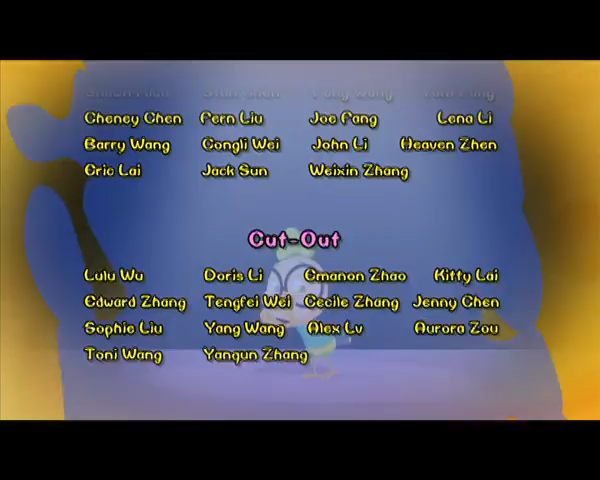 Cheney Chen Fern Liu Joe Fang Lena Li
Barry Wang Congli Wei John Li Heaven Zhen
Eric Lai Jack Sun Weixin Zhang
Cut-Out
Lulu Wu Doris Li Emanon Zhao Kitty Lai
Edward Zhang Tengfei Wei Cecile Zhang Jenny Chen
Sophie Liu Yang Wang Alex Lv Aurora Zou
Toni Wang Yanqun Zhang